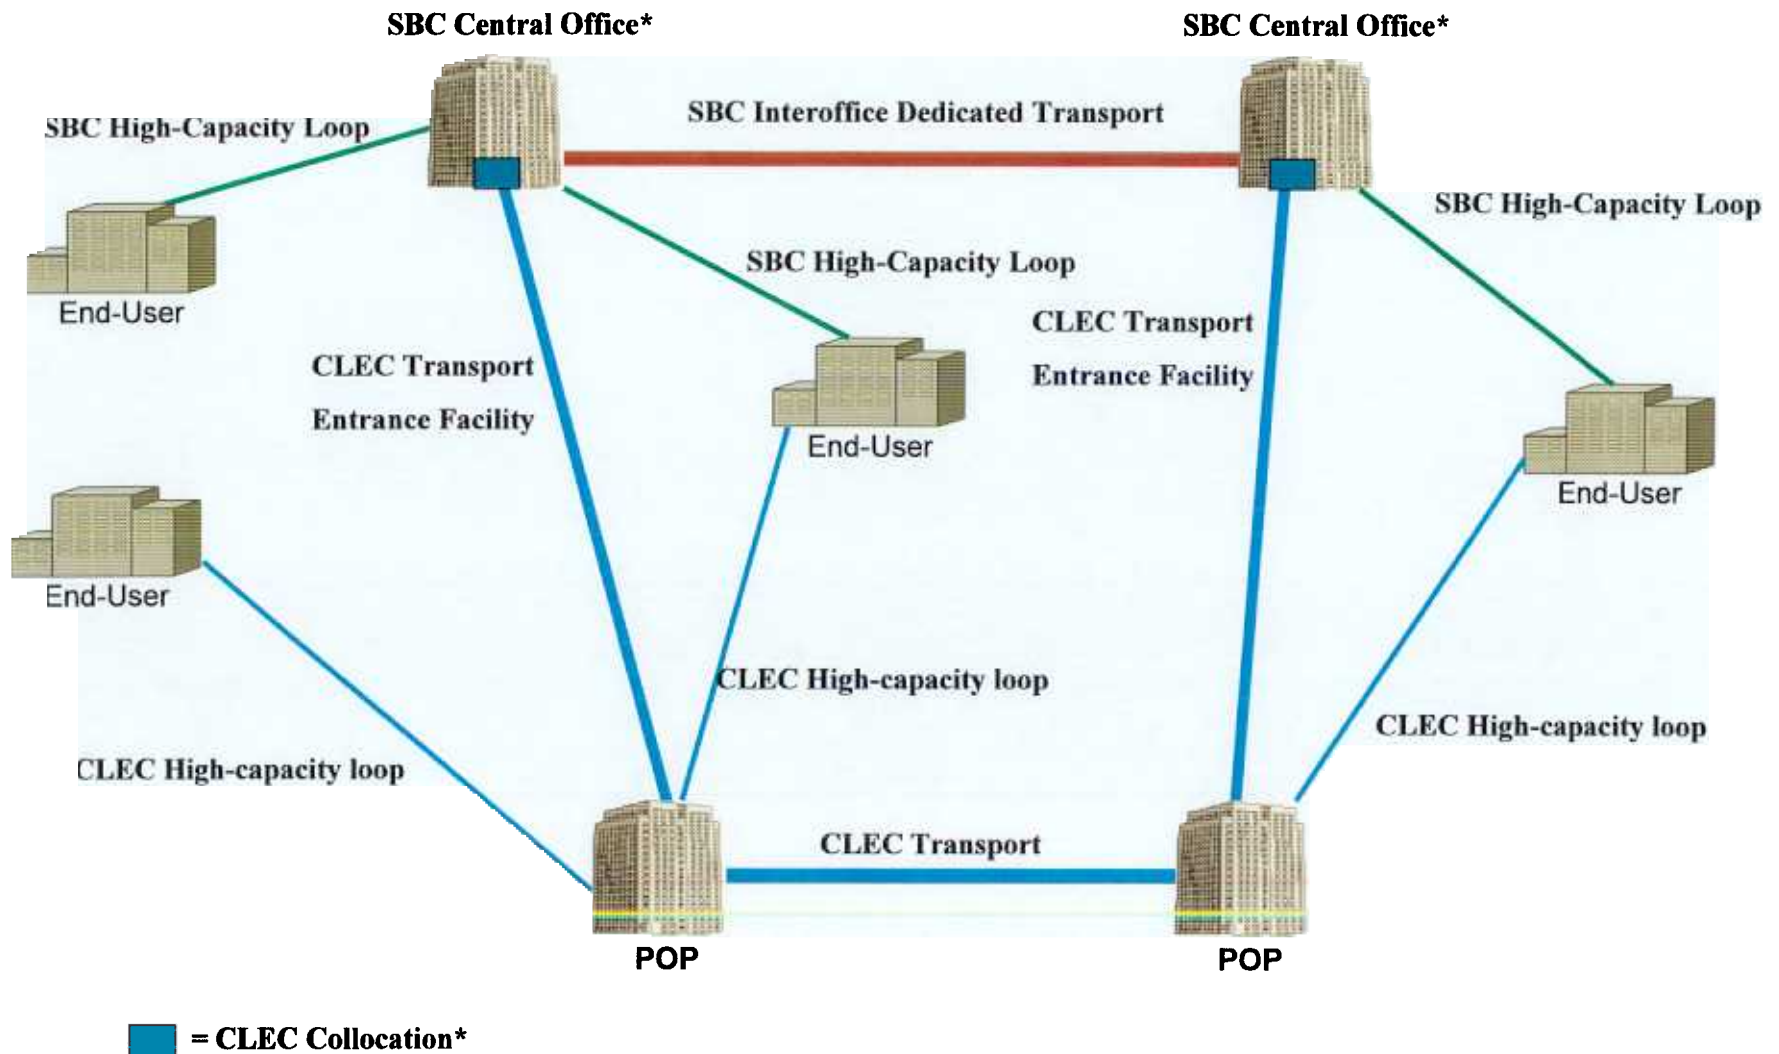 SBC Central Office*
SBC Central Office*
SBC Interoffice Dedicated Transport
SBC High-Capacity Loop
SBC High-Capacity Loop
SBC High-Capacity Loop
End-User
CLEC Transport
Entrance Facility
CLEC Transport
Entrance Facility
End-User
End-User
End-User
CLEC High-capacity loop
CLEC High-capacity loop
CLEC High-capacity loop
CLEC Transport
POP
POP
= CLEC Collocation*